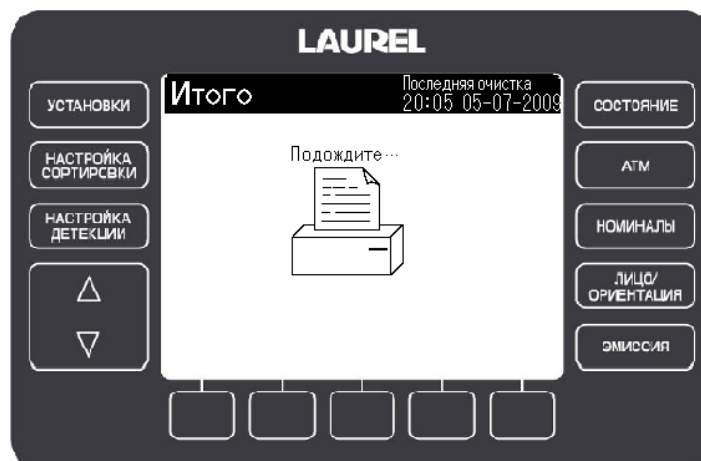 LAUREL
Итого
Последняя очистка
20:05 05-07-2009
Подождите...
УСТАНОВКИ
НАСТРОЙКА
СОРТИРОВКИ
НАСТРОЙКА
ДЕТЕКЦИИ
СОСТОЯНИЕ
АТМ
НОМИНАЛЫ
ЛИЦО/
ОРИЕНТАЦИЯ
ЭМИССИЯ